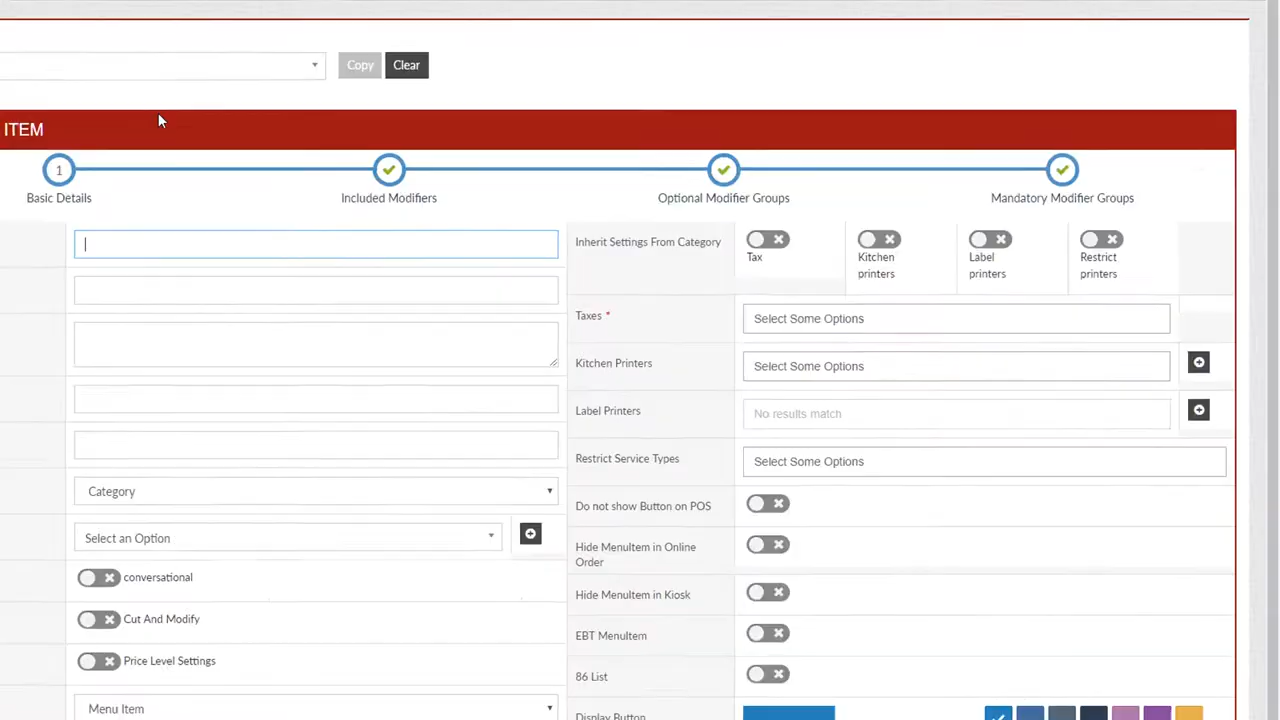 Copy Clear
ITEM
1
Basic Details
Included Modifiers
Optional Modifier Groups
Mandatory Modifier Groups
Category
Select an Option
conversational
Cut And Modify
Price Level Settings
Menu Item
Inherit Settings From Category
Tax
Kitchen
printers
Label
printers
Restrict
printers
Taxes *
Select Some Options
Kitchen Printers
Select Some Options
Label Printers
No results match
Restrict Service Types
Select Some Options
Do not show Button on POS
Hide MenuItem in Online
Order
Hide MenuItem in Kiosk
EBT MenuItem
86 List
Display Button